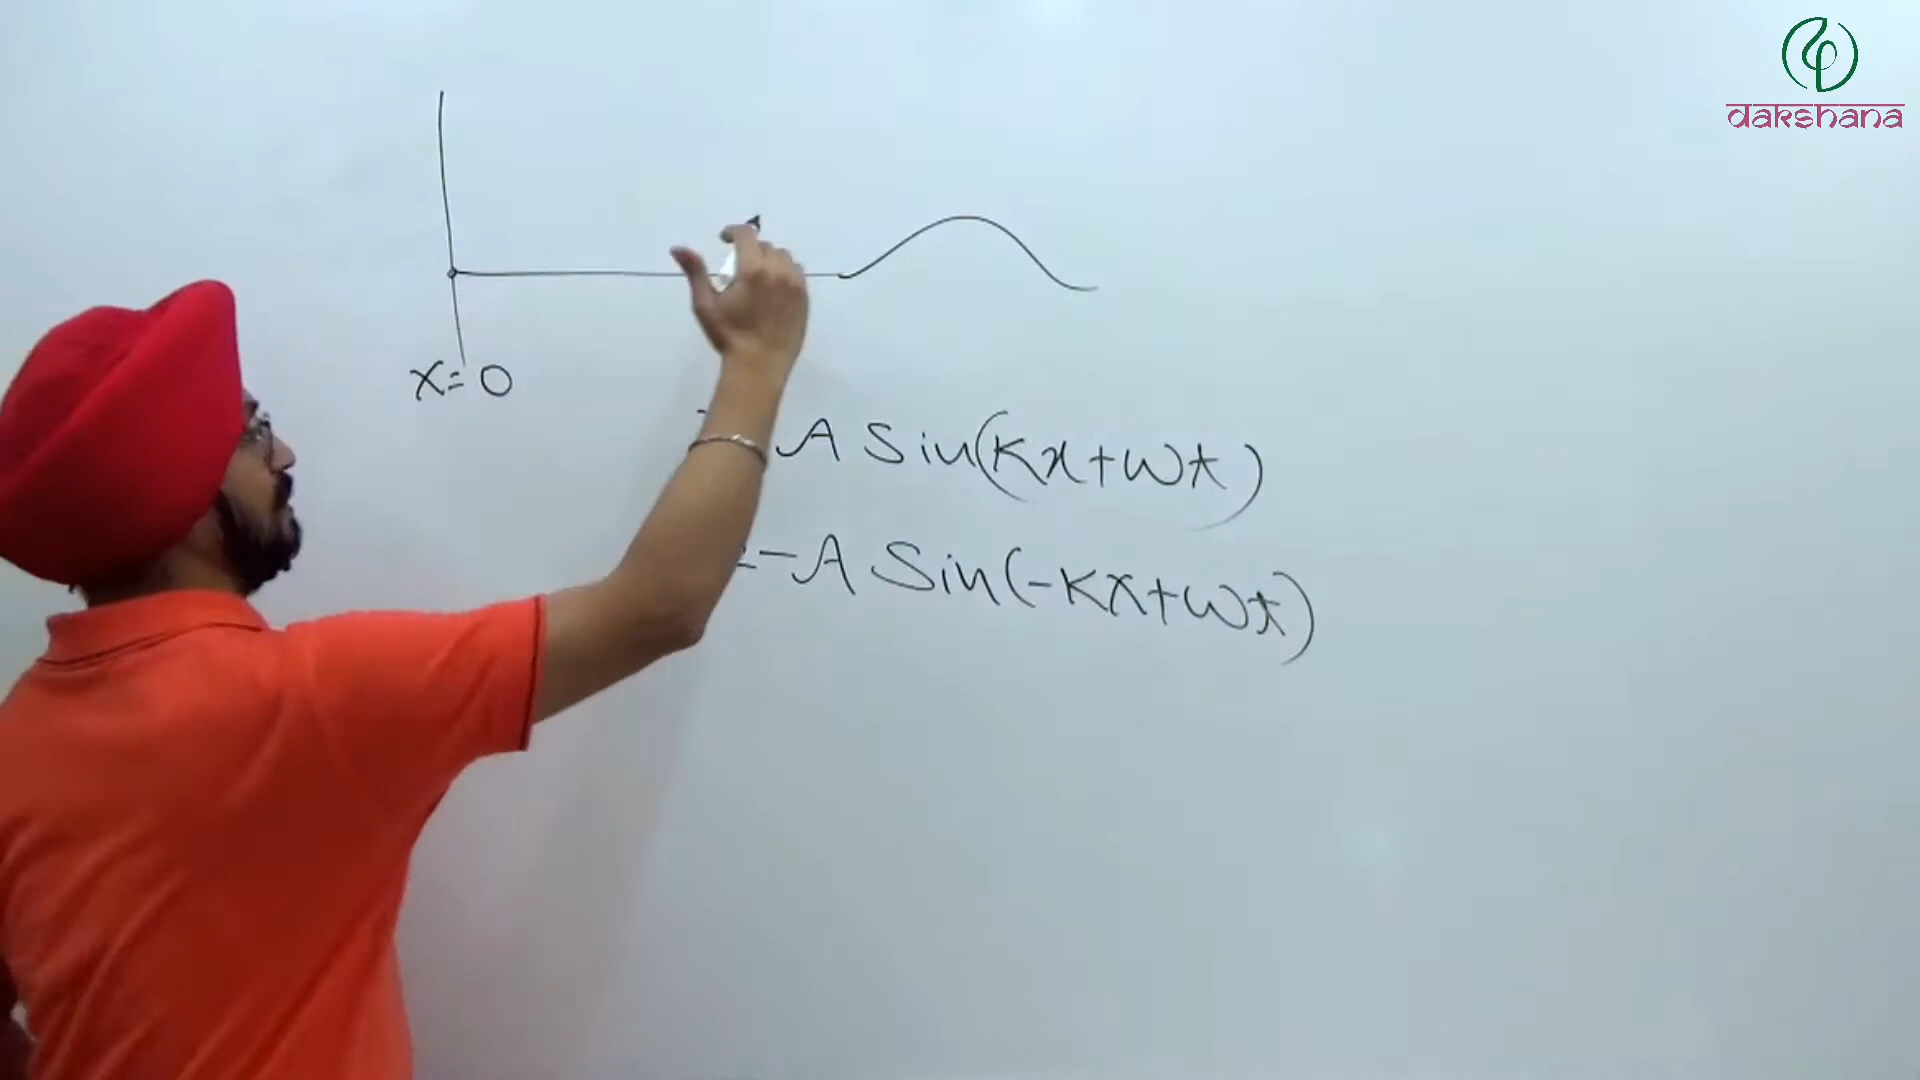 dakshana
x=0
A Sin(Kx+wt)
=-A Sin(-Kx+wt)